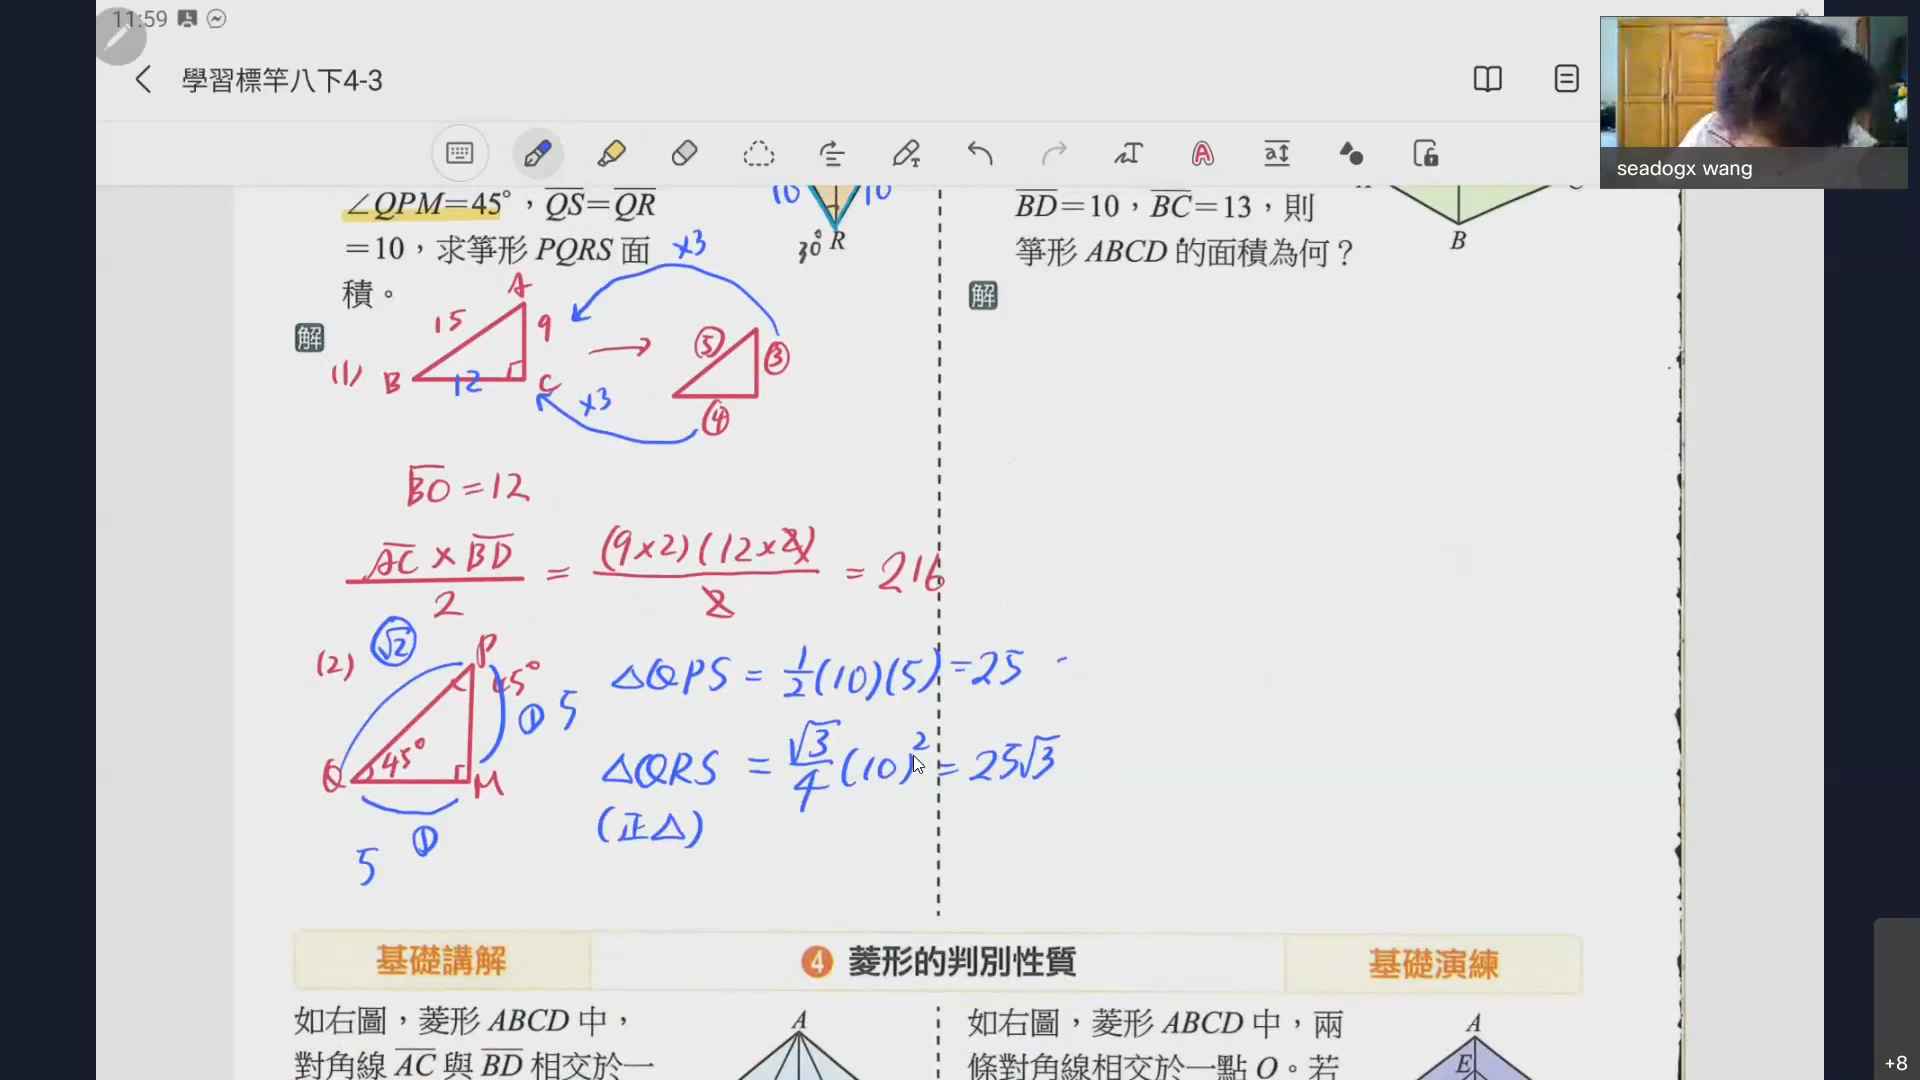 11:59
學習標竿八下4-3
seadogx wang
∠QPM=45°，QS=QR
=10，求箏形 PQRS 面
積。
10 10
30° R
BD=10，BC=13，則
箏形 ABCD 的面積為何？
B
解
(1)
A
15
9
B
12
C
×3
×3
⑤
③
④
解
BO=12
AC×BD/2 = (9×2)(12×2)/2 = 216
(2)
√2
P
45°
① 5
Q
45°
M
①
5
△QPS = 1/2(10)(5)=25
△QRS = √3/4(10)²=25√3
(正△)
基礎講解
4 菱形的判別性質
基礎演練
如右圖，菱形 ABCD 中，
對角線 AC 與 BD 相交於一
A
如右圖，菱形 ABCD 中，兩
條對角線相交於一點 O。若
A
E
+8